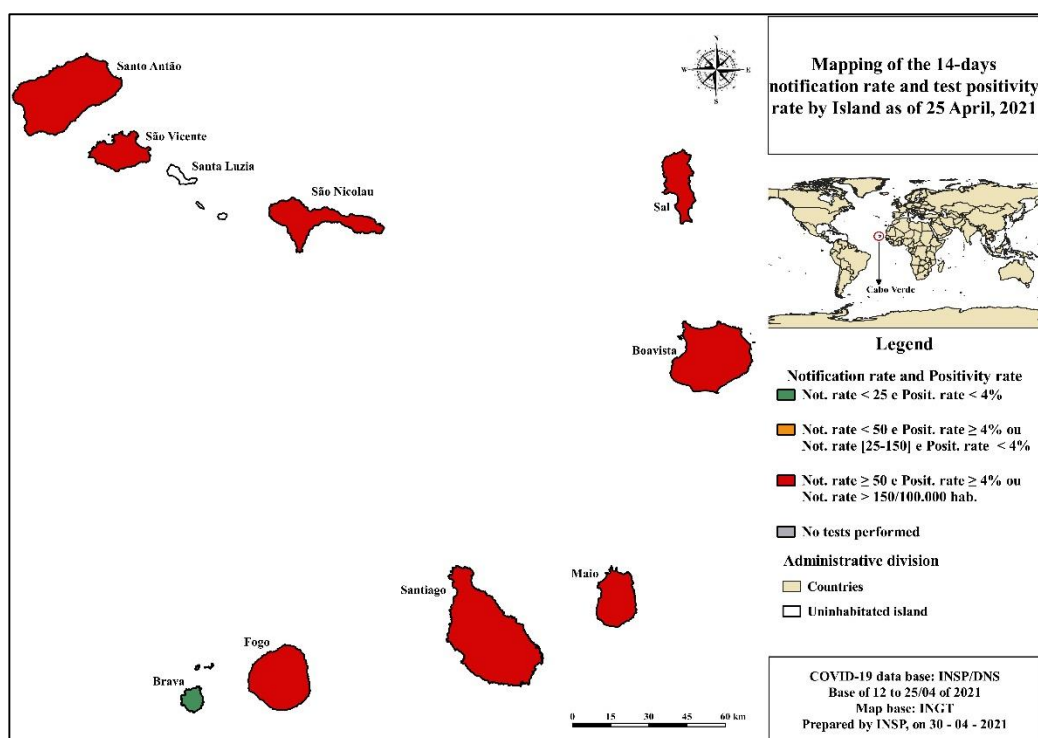 Santo Antão
São Vicente
Santa Luzia
São Nicolau
Sal
Boavista
Maio
Santiago
Fogo
Brava
N
W
E
S
0 15 30 45 60 km
Mapping of the 14-days
notification rate and test positivity
rate by Island as of 25 April, 2021
Cabo Verde
Legend
Notification rate and Positivity rate
Not. rate < 25 e Posit. rate < 4%
Not. rate < 50 e Posit. rate ≥ 4% ou
Not. rate [25-150] e Posit. rate < 4%
Not. rate ≥ 50 e Posit. rate ≥ 4% ou
Not. rate > 150/100.000 hab.
No tests performed
Administrative division
Countries
Uninhabitated island
COVID-19 data base: INSP/DNS
Base of 12 to 25/04 of 2021
Map base: INGT
Prepared by INSP, on 30 - 04 - 2021